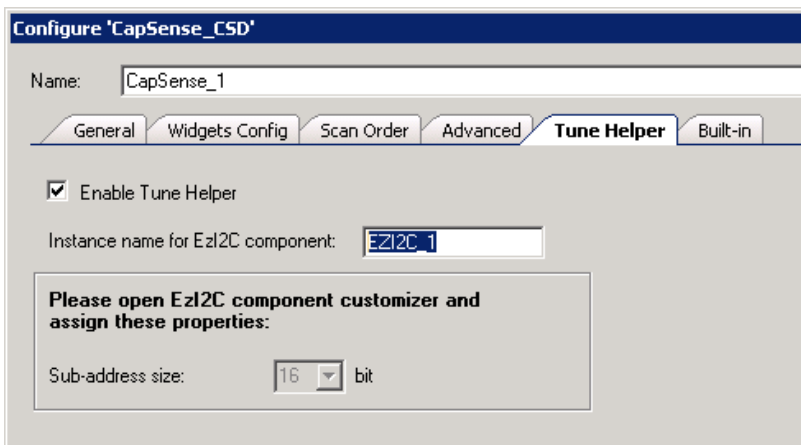 Configure 'CapSense_CSD'
Name: CapSense_1
General Widgets Config Scan Order Advanced Tune Helper Built-in
Enable Tune Helper
Instance name for EzI2C component: EZI2C_1
Please open EzI2C component customizer and
assign these properties:
Sub-address size: 16 bit